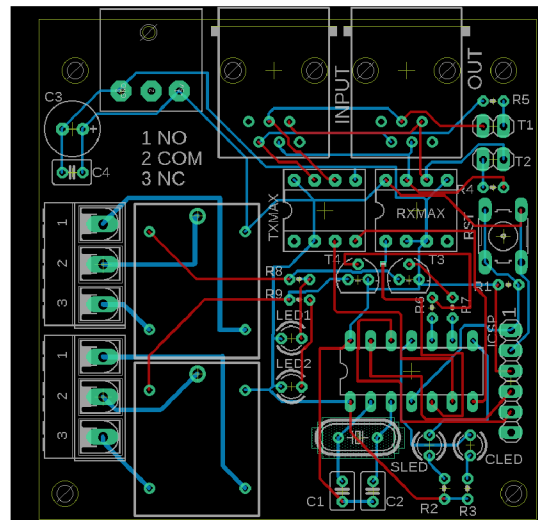 C3
C4
1 NO
2 COM
3 NC
INPUT
OUT
R5
T1
T2
R4
RST
TXMAX
RXMAX
1
2
3
1
2
3
R8
R9
T4
T3
R1
R6
R7
LED1
LED2
ICSP
1
SLED
CLED
C1
C2
R2
R3